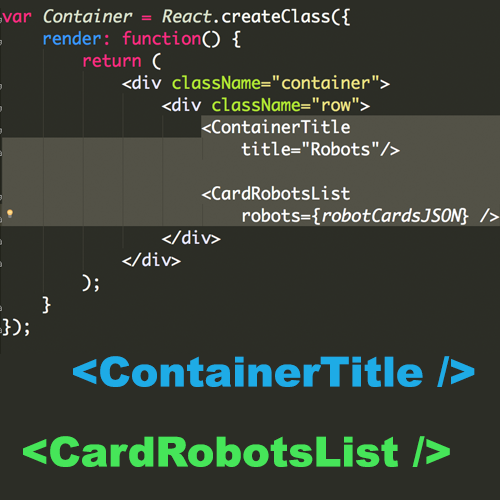 var Container = React.createClass({
render: function() {
return (
<div className="container">
<div className="row">
<ContainerTitle
title="Robots"/>
<CardRobotsList
robots={robotCardsJSON} />
</div>
</div>
);
}
});
<ContainerTitle />
<CardRobotsList />